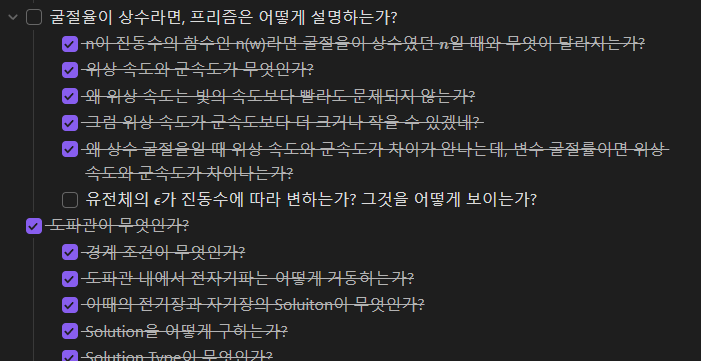 굴절율이 상수라면, 프리즘은 어떻게 설명하는가?
n이 진동수의 함수인 n(w)라면 굴절율이 상수였던 n일 때와 무엇이 달라지는가?
위상 속도와 군속도가 무엇인가?
왜 위상 속도는 빛의 속도보다 빨라도 문제되지 않는가?
그럼 위상 속도가 군속도보다 더 크거나 작을 수 있겠네?
왜 상수 굴절율일 때 위상 속도와 군속도가 차이가 안나는데, 변수 굴절률이면 위상
속도와 군속도가 차이나는가?
유전체의 ϵ가 진동수에 따라 변하는가? 그것을 어떻게 보이는가?
도파관이 무엇인가?
경계 조건이 무엇인가?
도파관 내에서 전자기파는 어떻게 거동하는가?
이때의 전기장과 자기장의 Soluiton이 무엇인가?
Solution을 어떻게 구하는가?
Solution Type이 무엇인가?